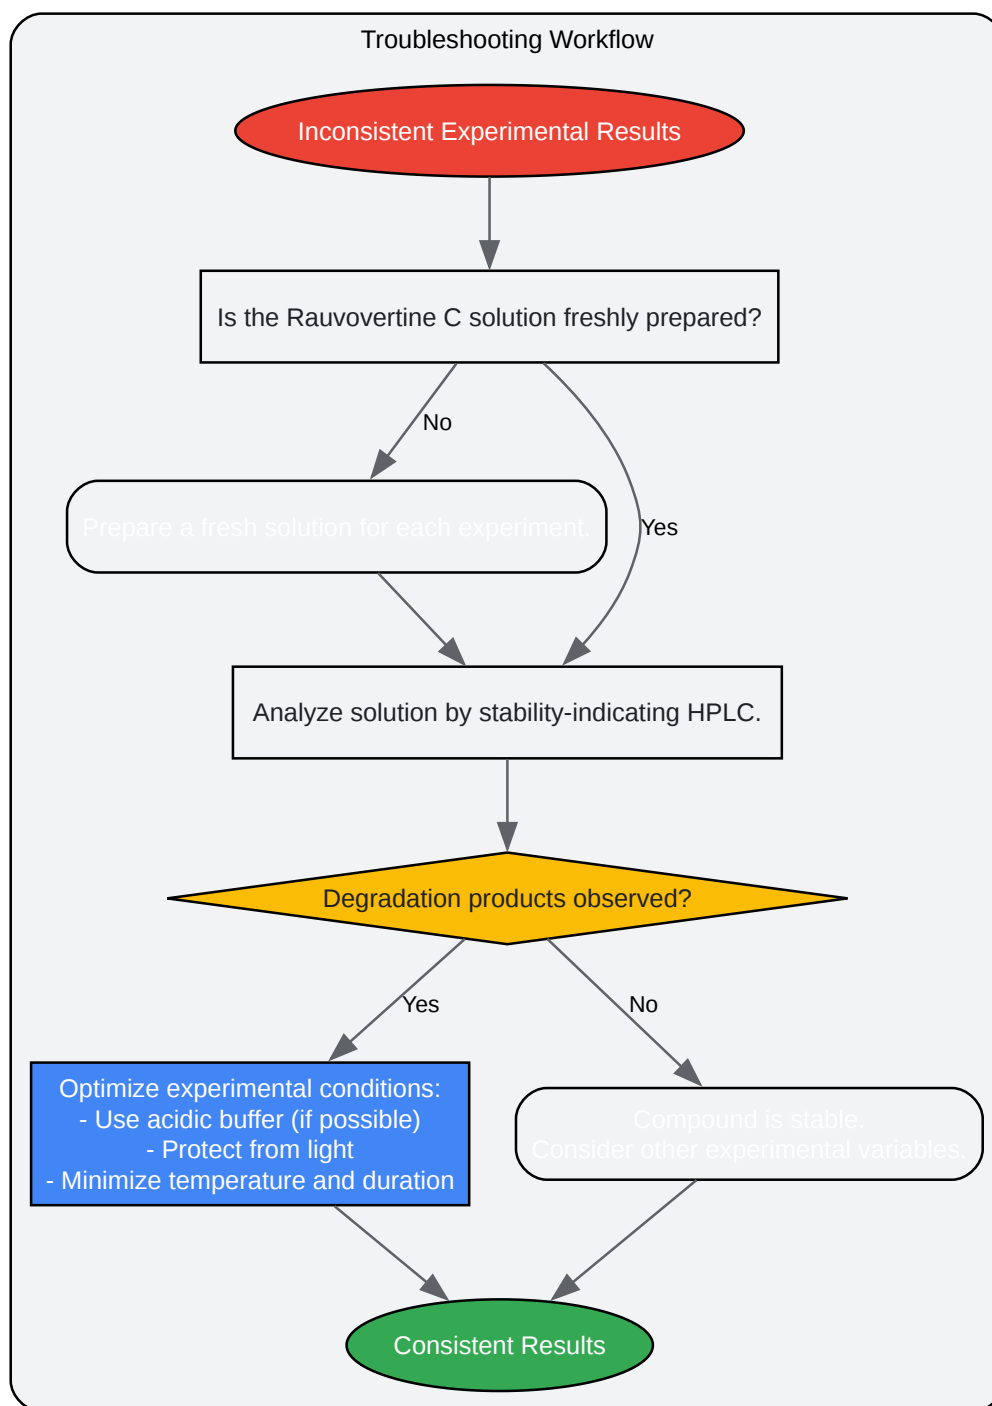 Troubleshooting Workflow
Inconsistent Experimental Results
Is the Rauvovertine C solution freshly prepared?
No
Prepare a fresh solution for each experiment.
Yes
Analyze solution by stability-indicating HPLC.
Degradation products observed?
Yes
No
Optimize experimental conditions:
- Use acidic buffer (if possible)
- Protect from light
- Minimize temperature and duration
Compound is stable.
Consider other experimental variables.
Consistent Results